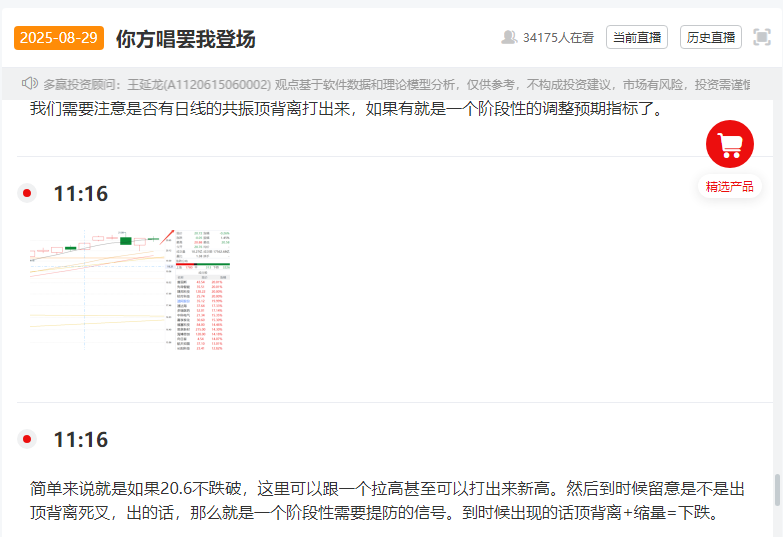 2025-08-29 你方唱罢我登场 34175人在看 当前直播 历史直播
多赢投资顾问：王延龙(A1120615060002) 观点基于软件数据和理论模型分析，仅供参考，不构成投资建议，市场有风险，投资需谨慎
我们需要注意是否有日线的共振顶背离打出来，如果有就是一个阶段性的调整预期指标了。
精选产品
11:16
11:16
简单来说就是如果20.6不跌破，这里可以跟一个拉高甚至可以打出来新高。然后到时候留意是不是出
顶背离死叉，出的话，那么就是一个阶段性需要提防的信号。到时候出现的话顶背离+缩量=下跌。